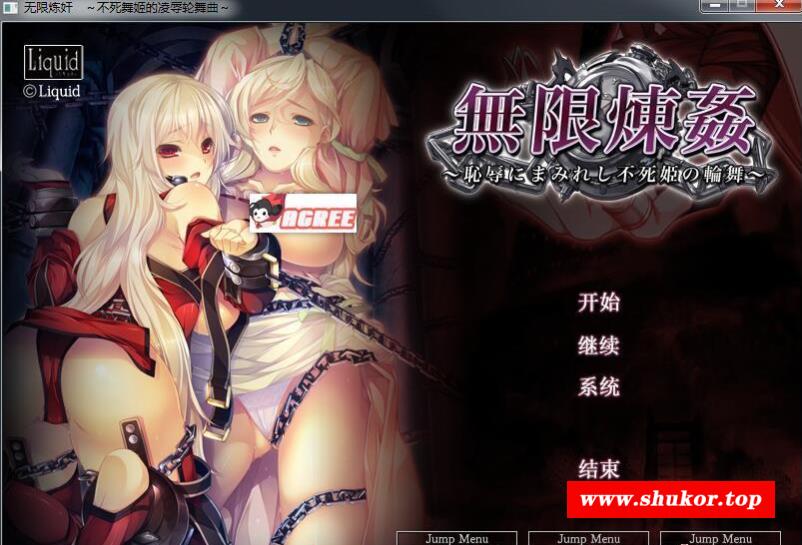 无限炼奸　～不死舞姬的凌辱轮舞曲～
Liquid
©Liquid
無限煉姦
～恥辱にまみれし不死姫の輪舞～
AGREE
开始
继续
系统
结束
www.shukor.top
Jump Menu Jump Menu Jump Menu